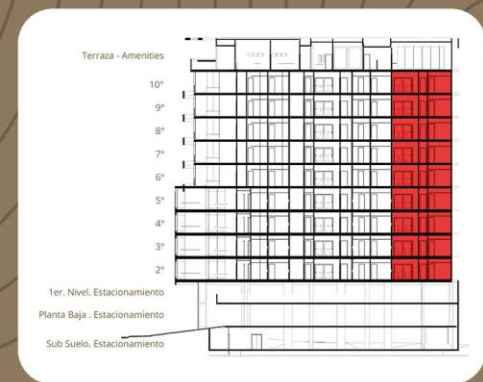 Terraza - Amenities
10°
9°
8°
7°
6°
5°
4°
3°
2°
1er. Nivel. Estacionamiento
Planta Baja . Estacionamiento
Sub Suelo. Estacionamiento